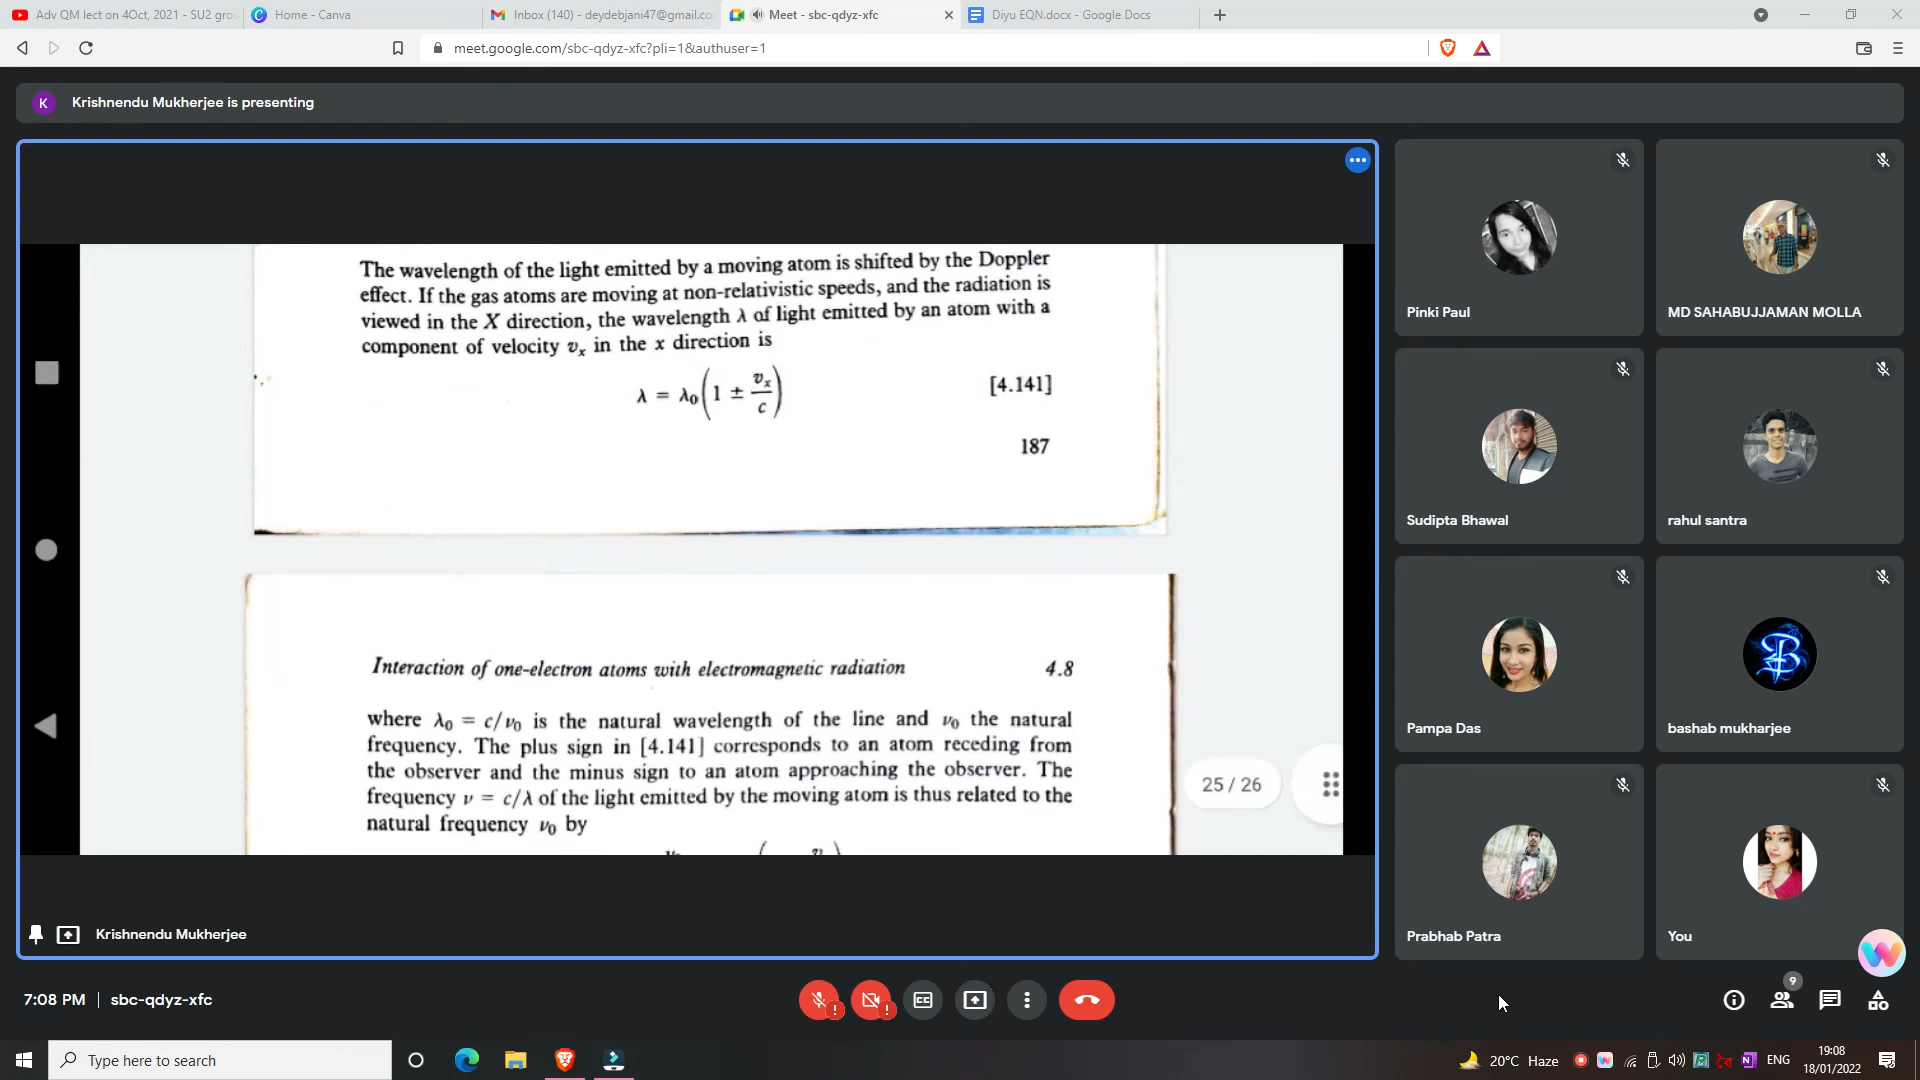 Adv QM lect on 4Oct, 2021 - SU2 grou
Home - Canva
Inbox (140) - deydebjani47@gmail.co
Meet - sbc-qdyz-xfc
Diyu EQN.docx - Google Docs
meet.google.com/sbc-qdyz-xfc?pli=1&authuser=1
K
Krishnendu Mukherjee is presenting
The wavelength of the light emitted by a moving atom is shifted by the Doppler
effect. If the gas atoms are moving at non-relativistic speeds, and the radiation is
viewed in the X direction, the wavelength λ of light emitted by an atom with a
component of velocity vₓ in the x direction is
λ = λ₀(1 ± vₓ/c) [4.141]
187
Interaction of one-electron atoms with electromagnetic radiation 4.8
where λ₀ = c/ν₀ is the natural wavelength of the line and ν₀ the natural
frequency. The plus sign in [4.141] corresponds to an atom receding from
the observer and the minus sign to an atom approaching the observer. The
frequency ν = c/λ of the light emitted by the moving atom is thus related to the
natural frequency ν₀ by
25 / 26
Krishnendu Mukherjee
Pinki Paul
MD SAHABUJJAMAN MOLLA
Sudipta Bhawal
rahul santra
Pampa Das
bashab mukharjee
Prabhab Patra
You
7:08 PM | sbc-qdyz-xfc
9
Type here to search
20°C Haze
ENG
19:08
18/01/2022